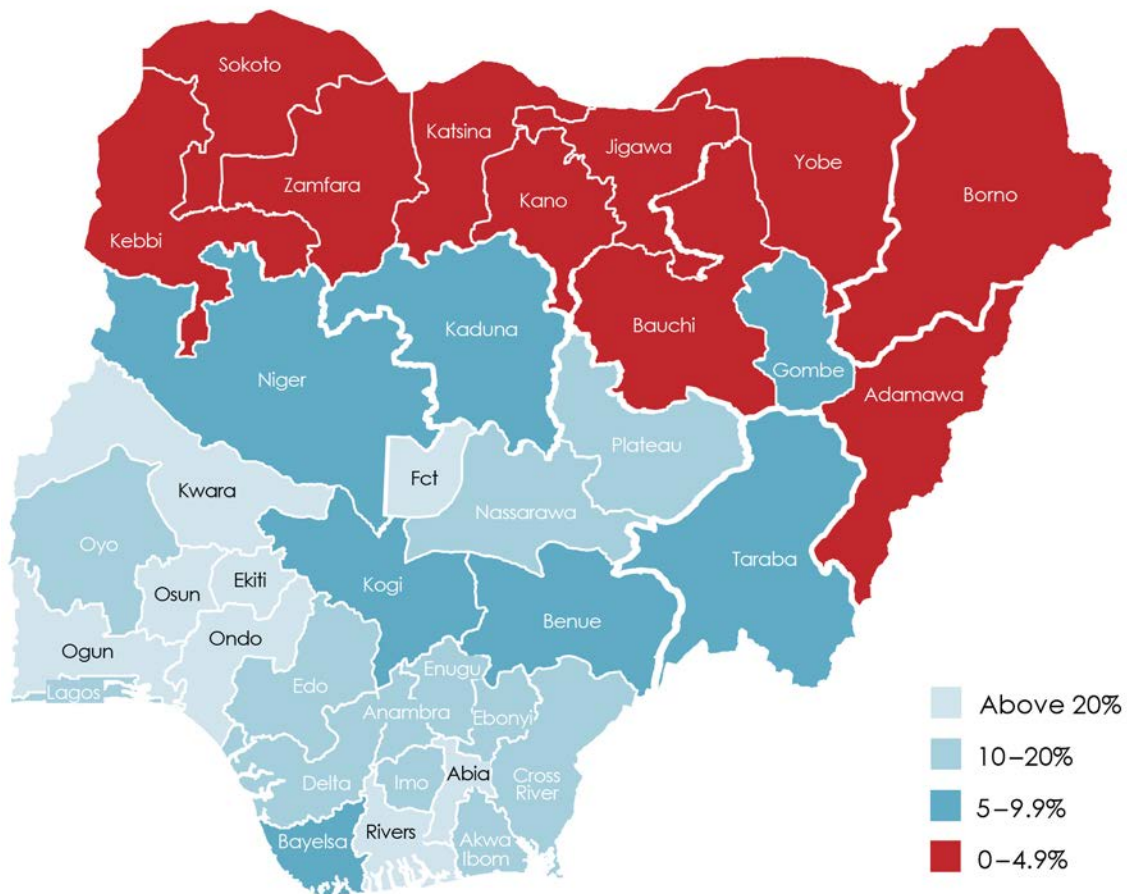 Sokoto
Katsina
Jigawa
Yobe
Zamfara
Kano
Borno
Kebbi
Bauchi
Kaduna
Gombe
Niger
Adamawa
Plateau
Fct
Kwara
Nassarawa
Oyo
Taraba
Ekiti
Kogi
Osun
Benue
Ondo
Ogun
Enugu
Edo
Lagos
Anambra
Ebonyi
Abia
Delta
Imo
Cross
River
Rivers
Bayelsa
Akwa
Ibom
Above 20%
10–20%
5–9.9%
0–4.9%